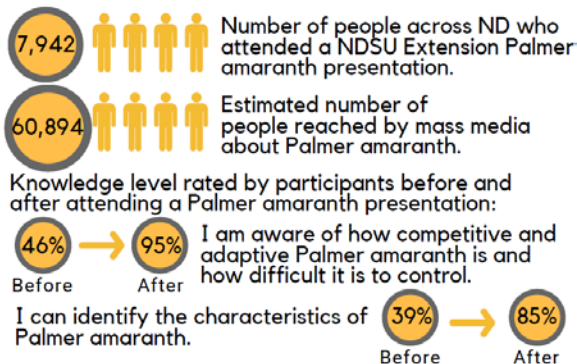 7,942
Number of people across ND who
attended a NDSU Extension Palmer
amaranth presentation.
60,894
Estimated number of
people reached by mass media
about Palmer amaranth.
Knowledge level rated by participants before and
after attending a Palmer amaranth presentation:
46% 95%
Before After
I am aware of how competitive and
adaptive Palmer amaranth is and
how difficult it is to control.
I can identify the characteristics of
Palmer amaranth.
39% 85%
Before After